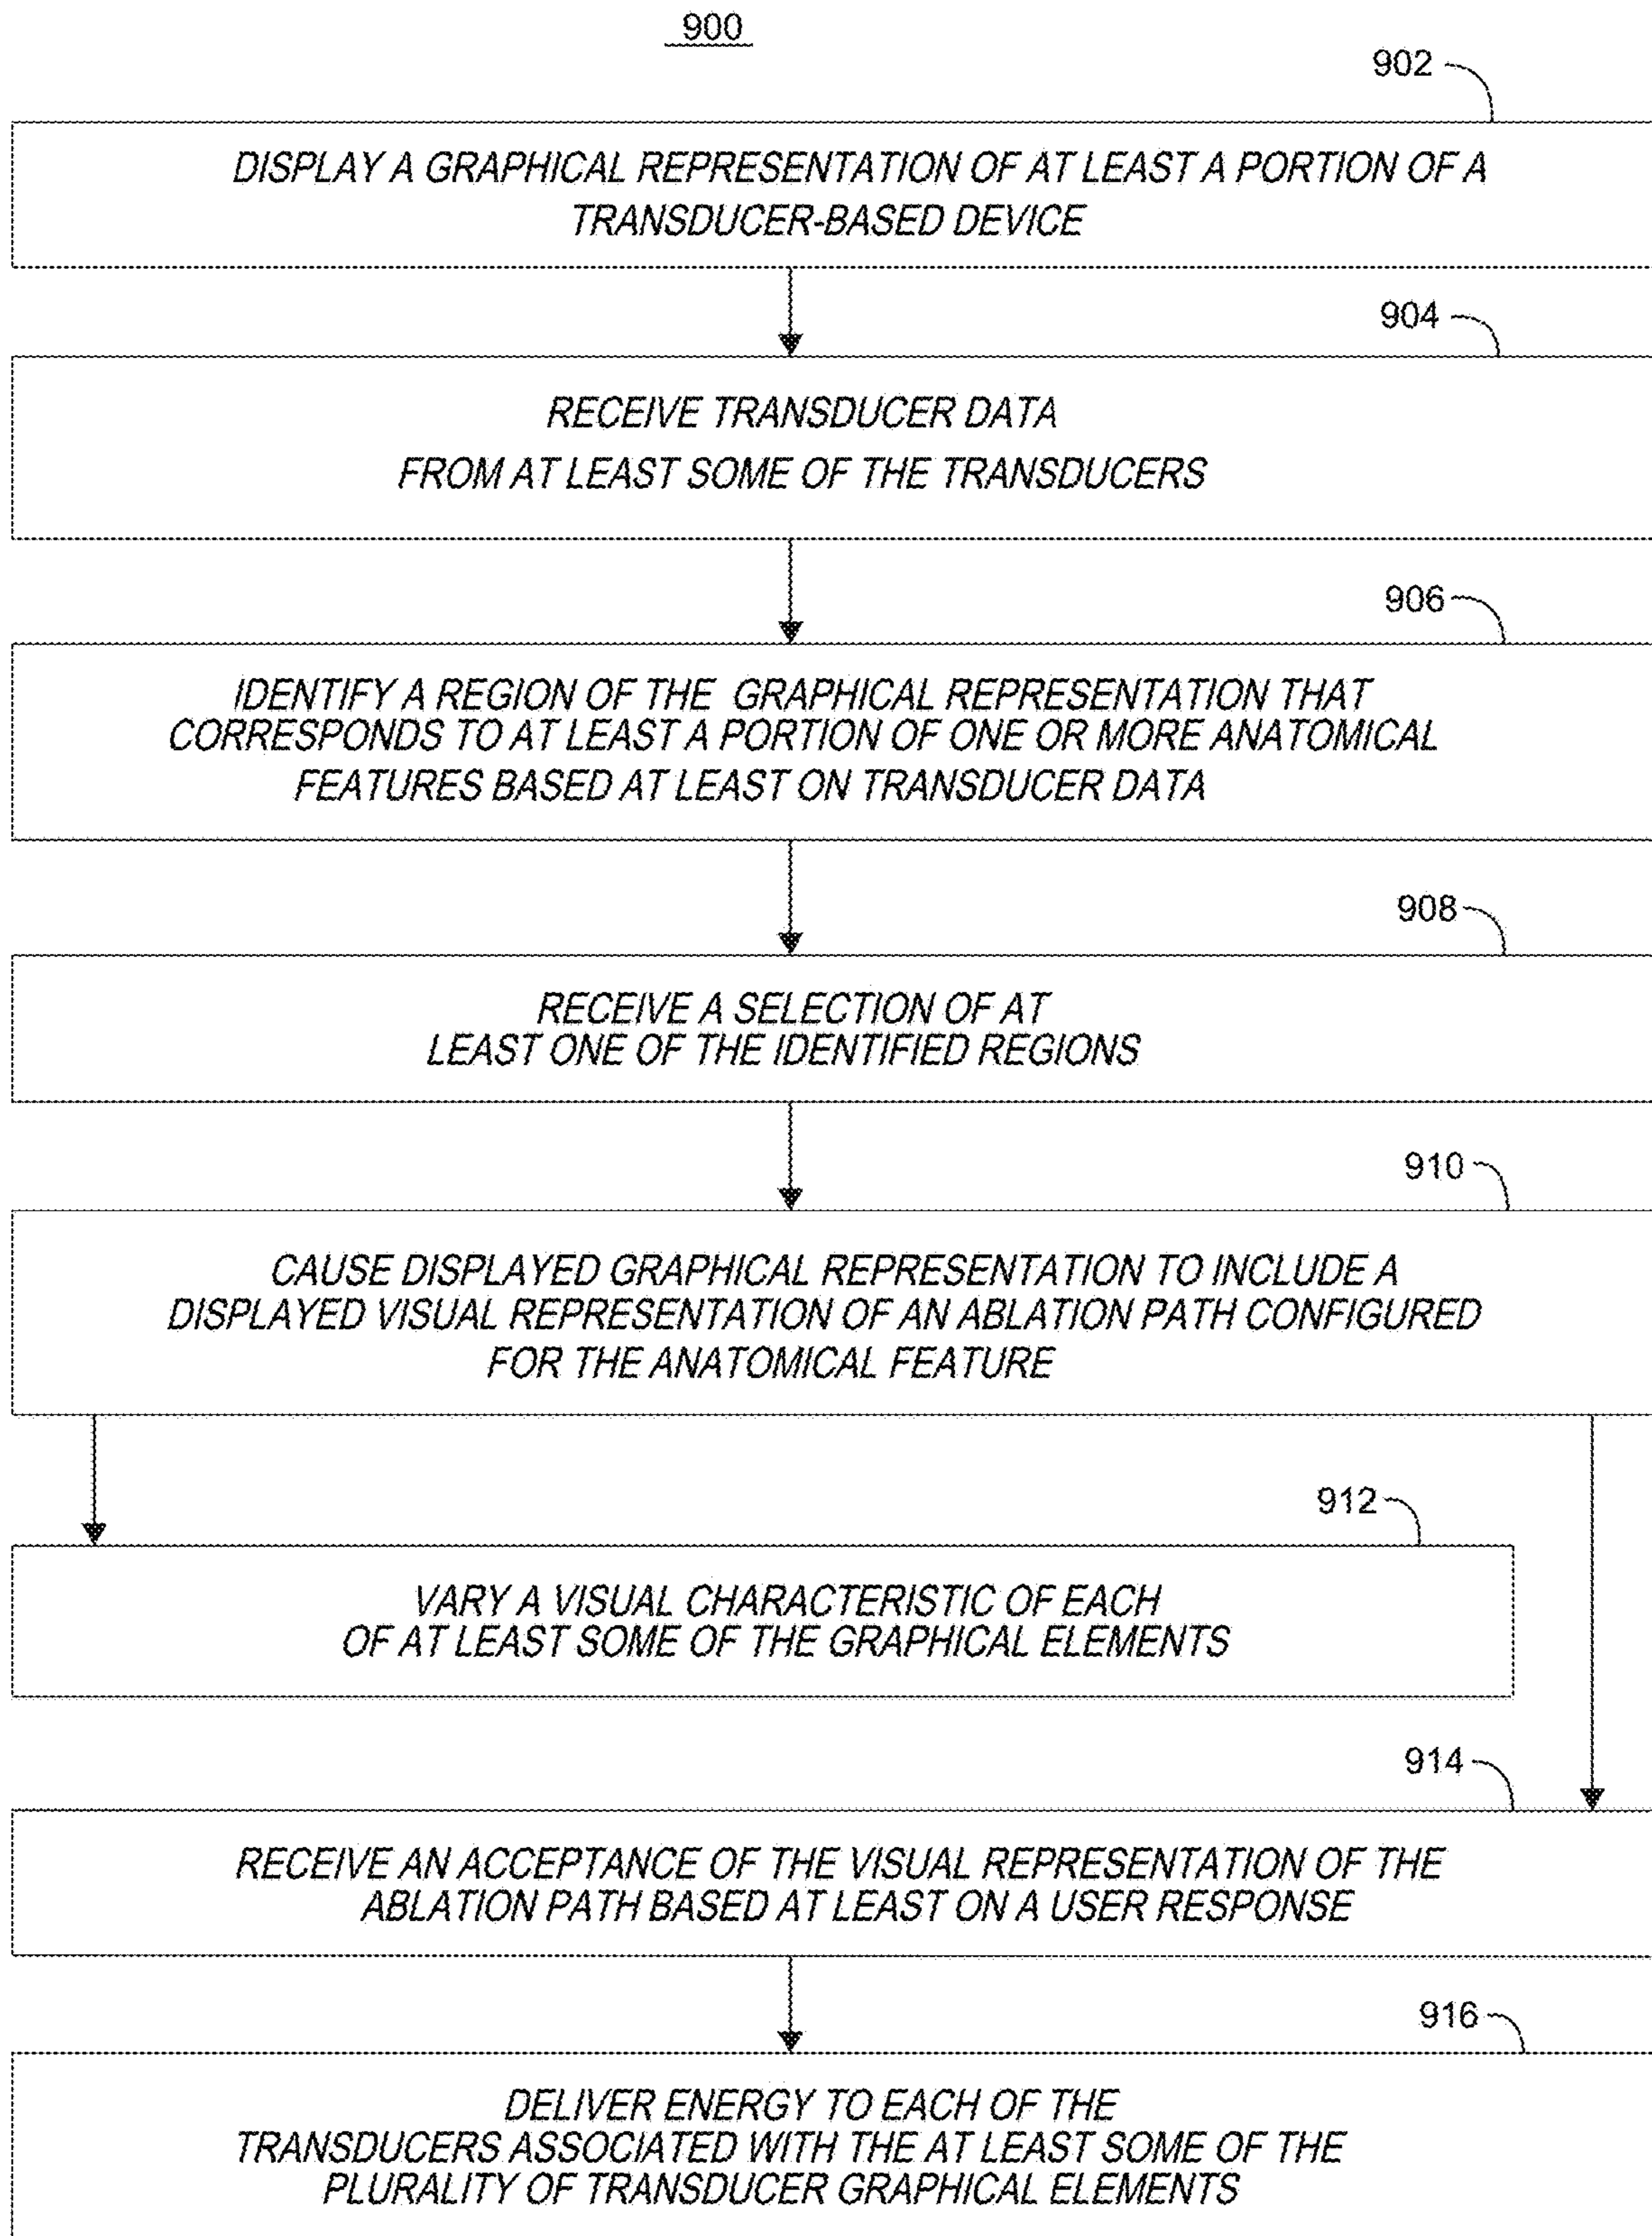 900
902
DISPLAY A GRAPHICAL REPRESENTATION OF AT LEAST A PORTION OF A
TRANSDUCER-BASED DEVICE
904
RECEIVE TRANSDUCER DATA
FROM AT LEAST SOME OF THE TRANSDUCERS
906
IDENTIFY A REGION OF THE GRAPHICAL REPRESENTATION THAT
CORRESPONDS TO AT LEAST A PORTION OF ONE OR MORE ANATOMICAL
FEATURES BASED AT LEAST ON TRANSDUCER DATA
908
RECEIVE A SELECTION OF AT
LEAST ONE OF THE IDENTIFIED REGIONS
910
CAUSE DISPLAYED GRAPHICAL REPRESENTATION TO INCLUDE A
DISPLAYED VISUAL REPRESENTATION OF AN ABLATION PATH CONFIGURED
FOR THE ANATOMICAL FEATURE
912
VARY A VISUAL CHARACTERISTIC OF EACH
OF AT LEAST SOME OF THE GRAPHICAL ELEMENTS
914
RECEIVE AN ACCEPTANCE OF THE VISUAL REPRESENTATION OF THE
ABLATION PATH BASED AT LEAST ON A USER RESPONSE
916
DELIVER ENERGY TO EACH OF THE
TRANSDUCERS ASSOCIATED WITH THE AT LEAST SOME OF THE
PLURALITY OF TRANSDUCER GRAPHICAL ELEMENTS